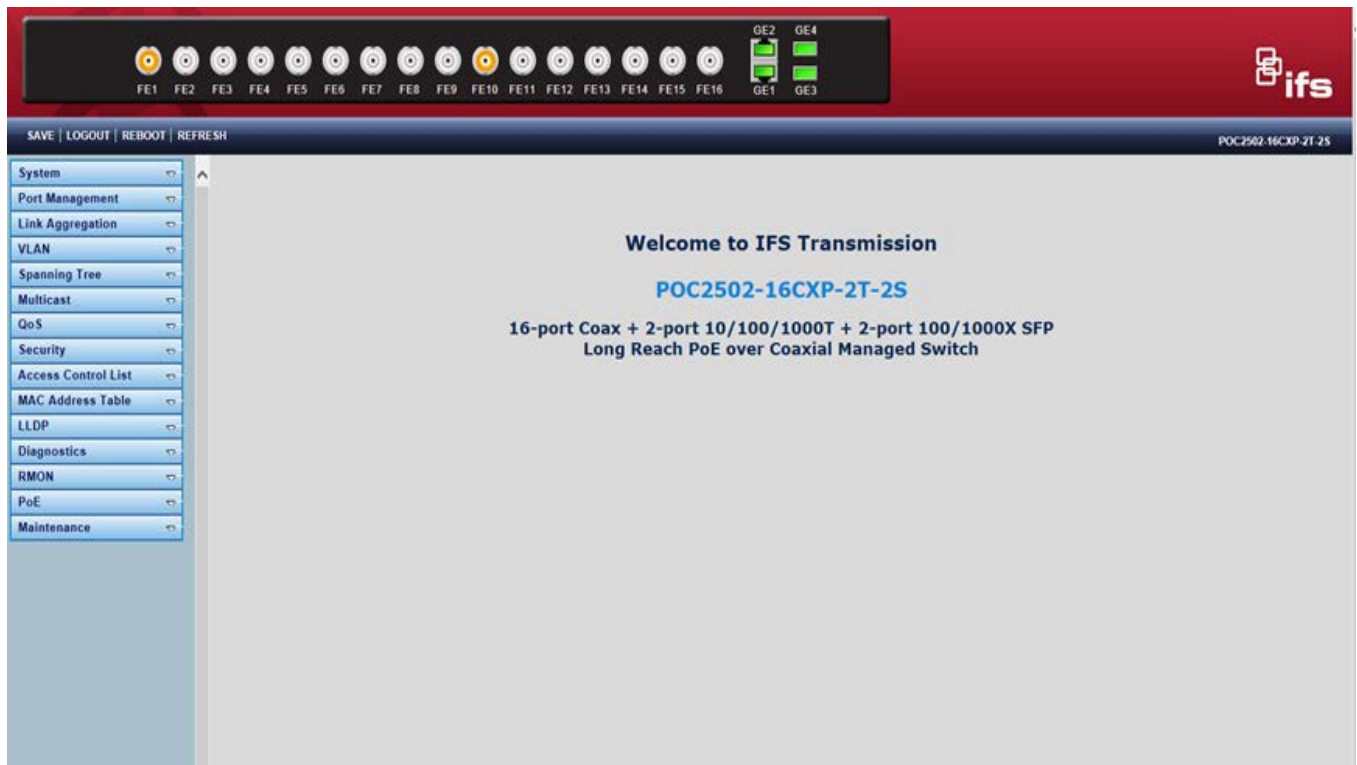 GE2 GE4
FE1 FE2 FE3 FE4 FE5 FE6 FE7 FE8 FE9 FE10 FE11 FE12 FE13 FE14 FE15 FE16 GE1 GE3
ifs
SAVE | LOGOUT | REBOOT | REFRESH
POC2502-16CXP-2T-2S
System
Port Management
Link Aggregation
VLAN
Spanning Tree
Multicast
QoS
Security
Access Control List
MAC Address Table
LLDP
Diagnostics
RMON
PoE
Maintenance
Welcome to IFS Transmission
POC2502-16CXP-2T-2S
16-port Coax + 2-port 10/100/1000T + 2-port 100/1000X SFP
Long Reach PoE over Coaxial Managed Switch